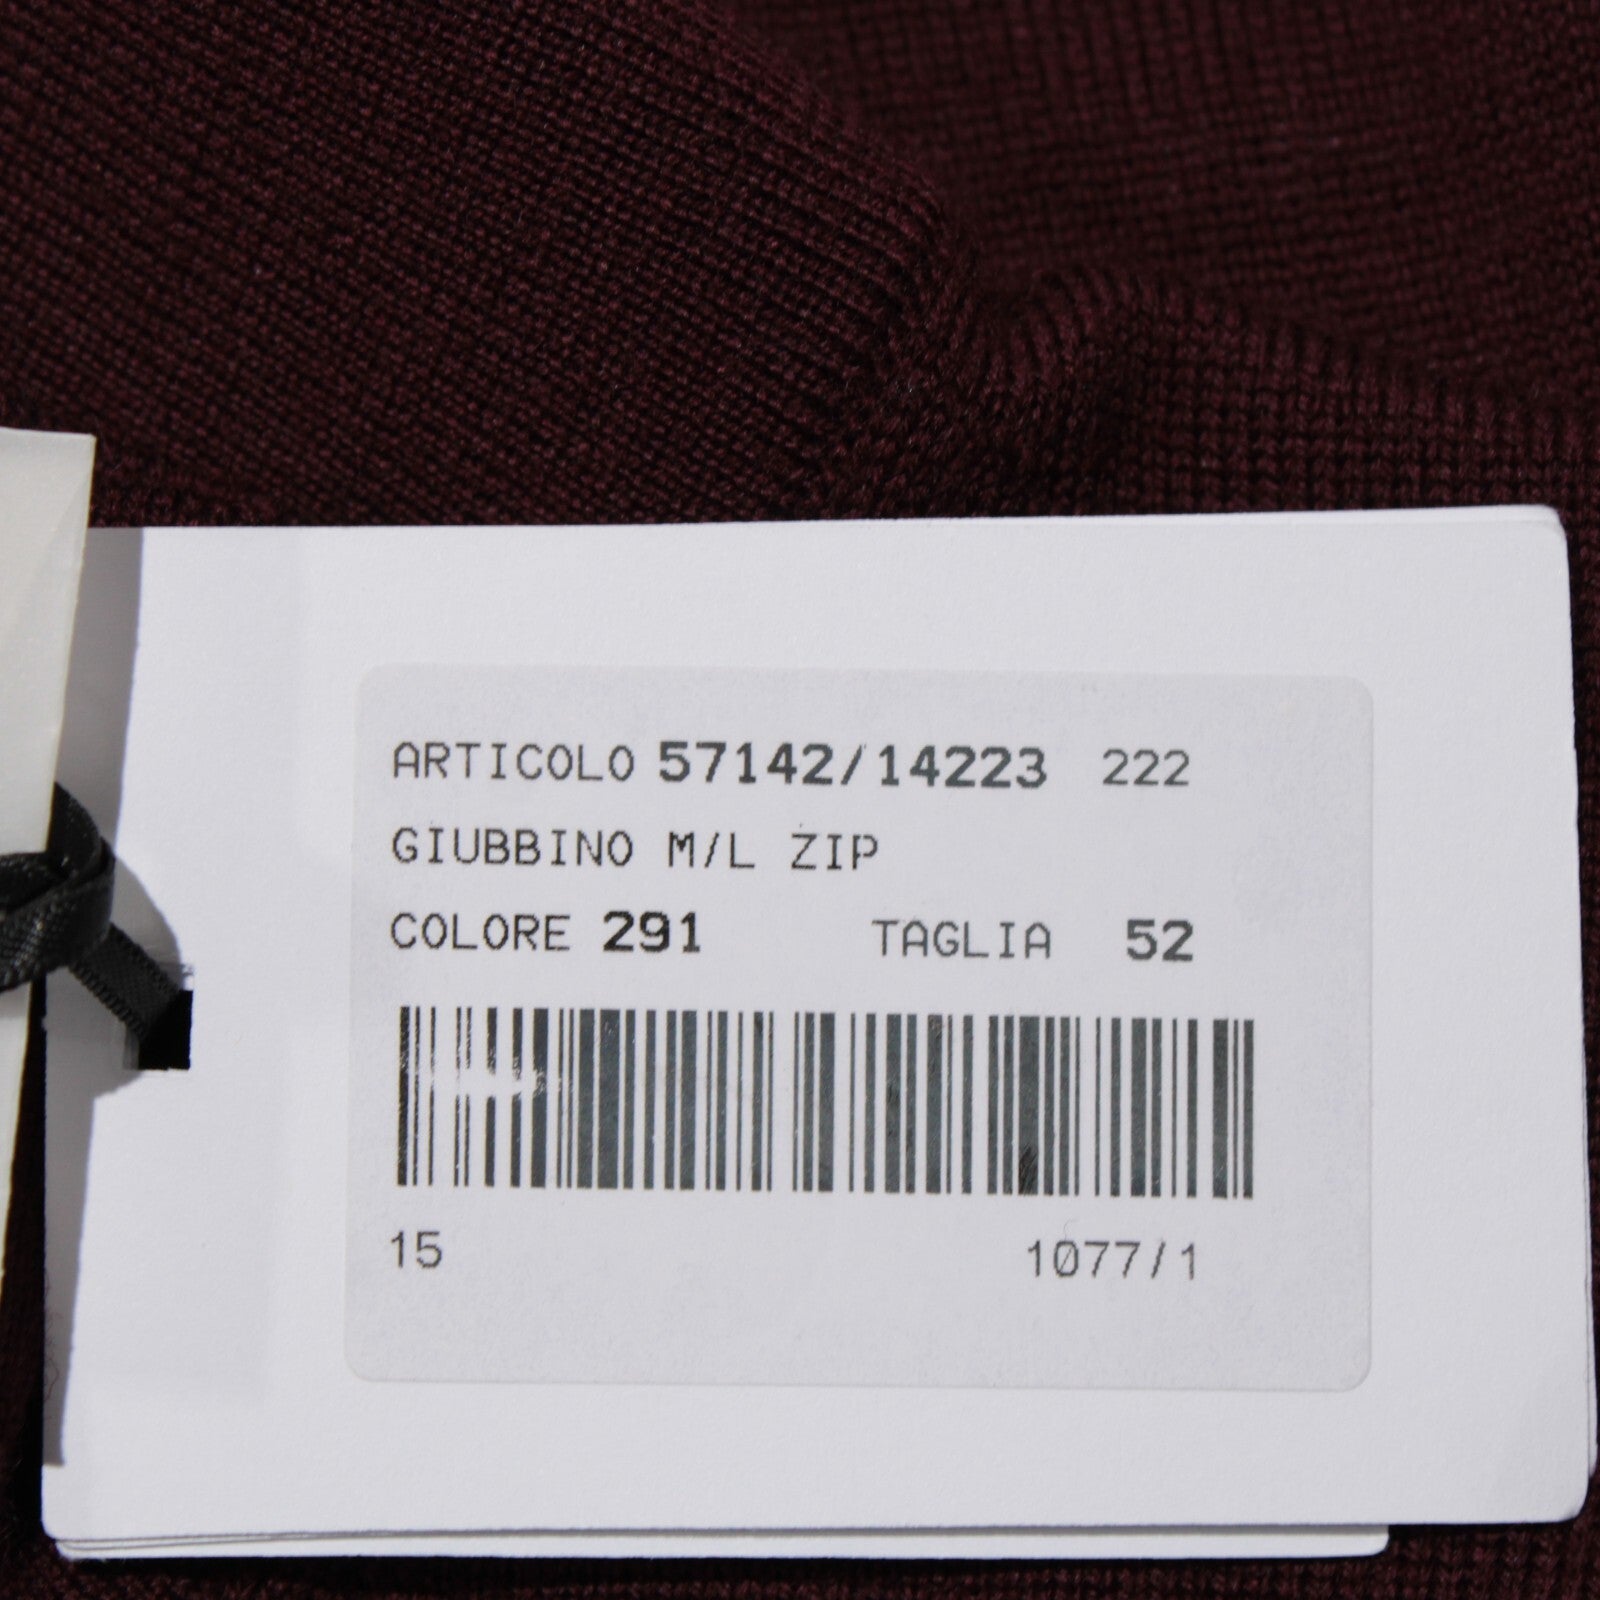 ARTICOLO 57142/14223 222
GIUBBINO M/L ZIP
COLORE 291 TAGLIA 52
15 1077/1